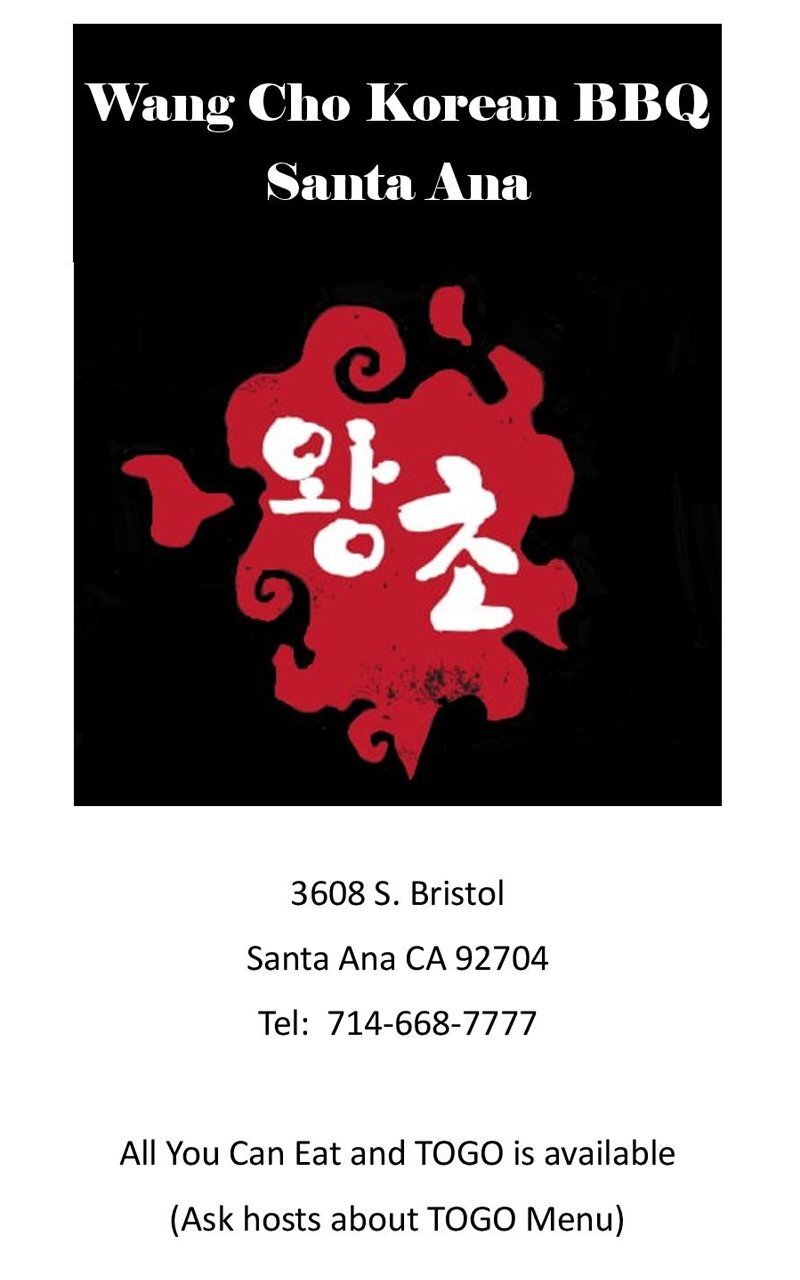 Wang Cho Korean BBQ
Santa Ana
왕초
3608 S. Bristol
Santa Ana CA 92704
Tel: 714-668-7777
All You Can Eat and TOGO is available
(Ask hosts about TOGO Menu)